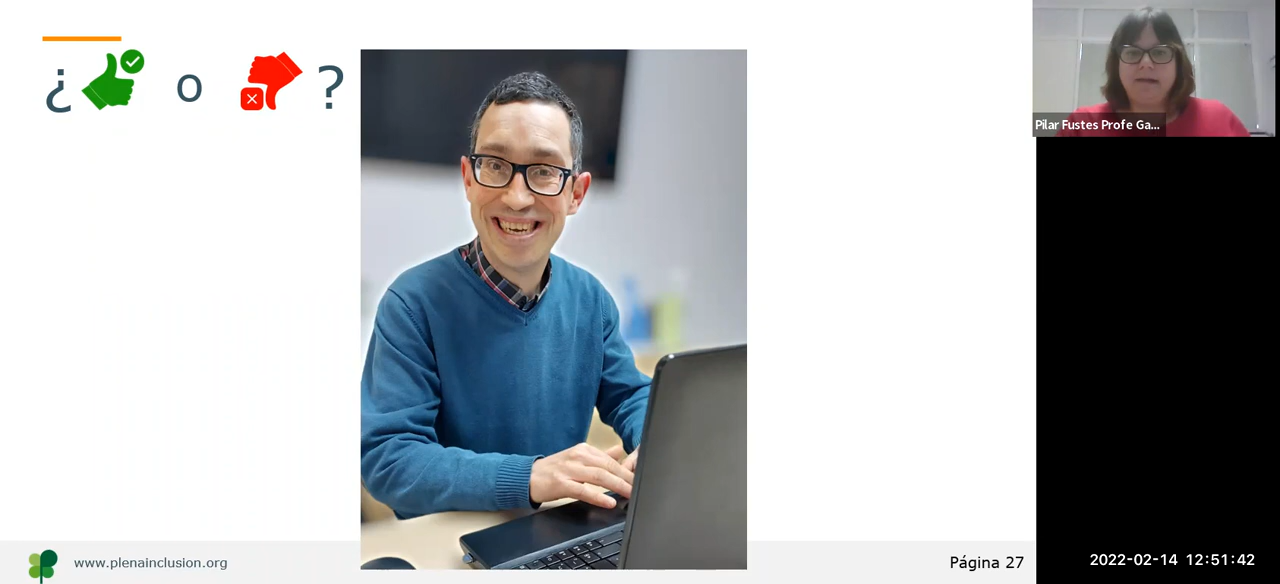 ¿ o ?
Pilar Fustes Profe Ga...
www.plenainclusion.org
Página 27
2022-02-14 12:51:42